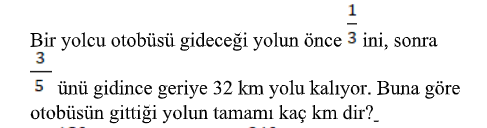 Bir yolcu otobüsü gideceği yolun önce 1/3 ini, sonra
3/5 ünü gidince geriye 32 km yolu kalıyor. Buna göre
otobüsün gittiği yolun tamamı kaç km dir?